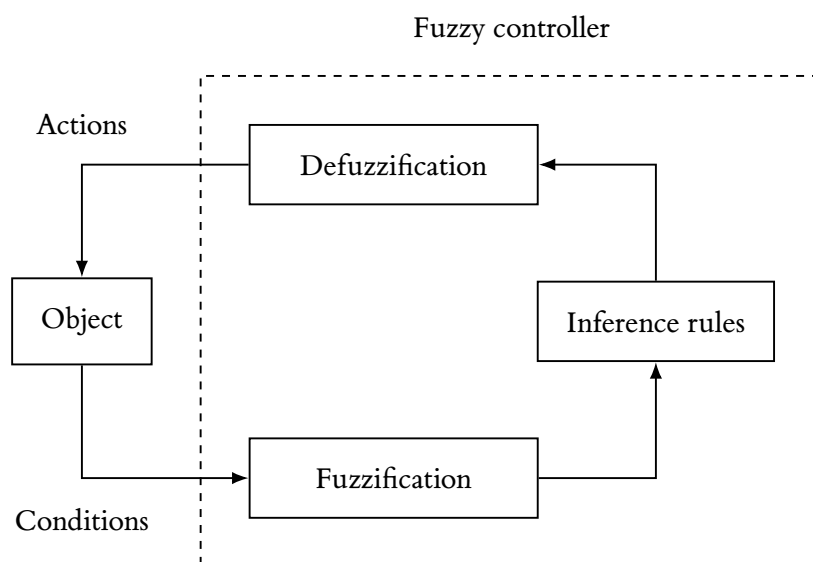 Fuzzy controller
Actions
Defuzzification
Object
Inference rules
Fuzzification
Conditions